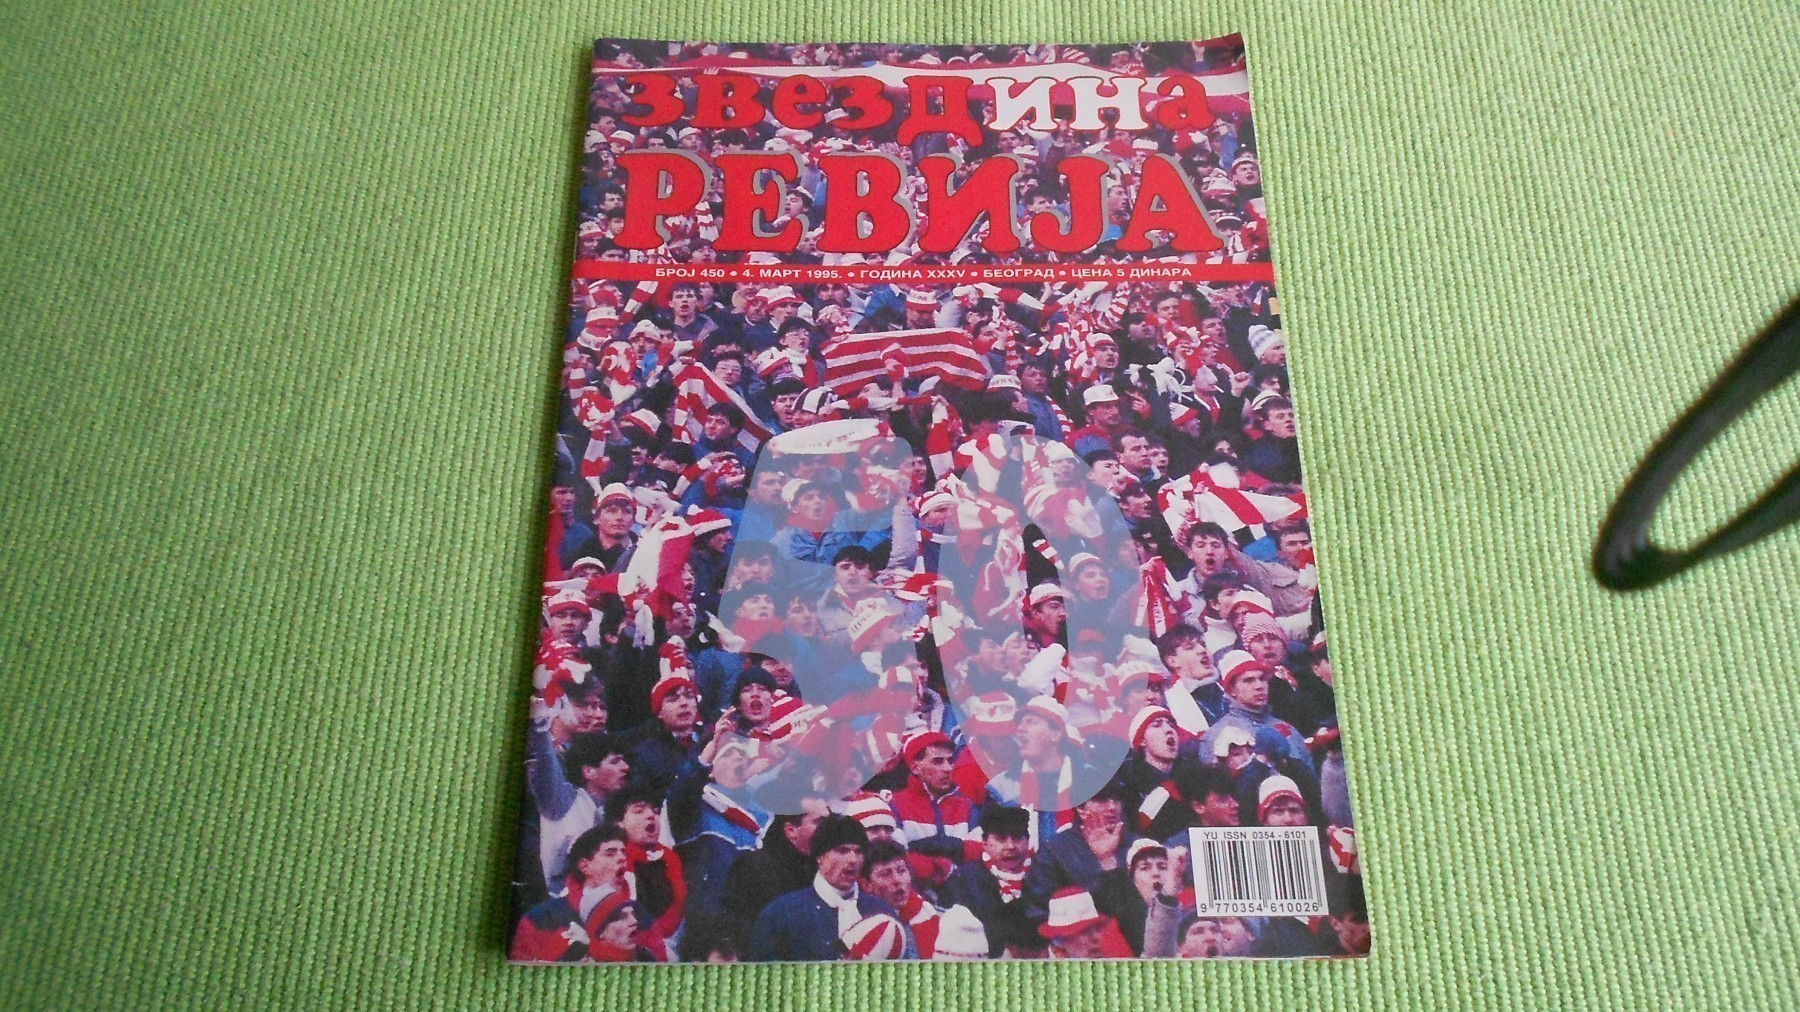 звездина
РЕВИЈА
БРОЈ 450 • 4. МАРТ 1995. • ГОДИНА XXXV • БЕОГРАД • ЦЕНА 5 ДИНАРА
50
YU ISSN 0354 - 6101
9 770354 610026